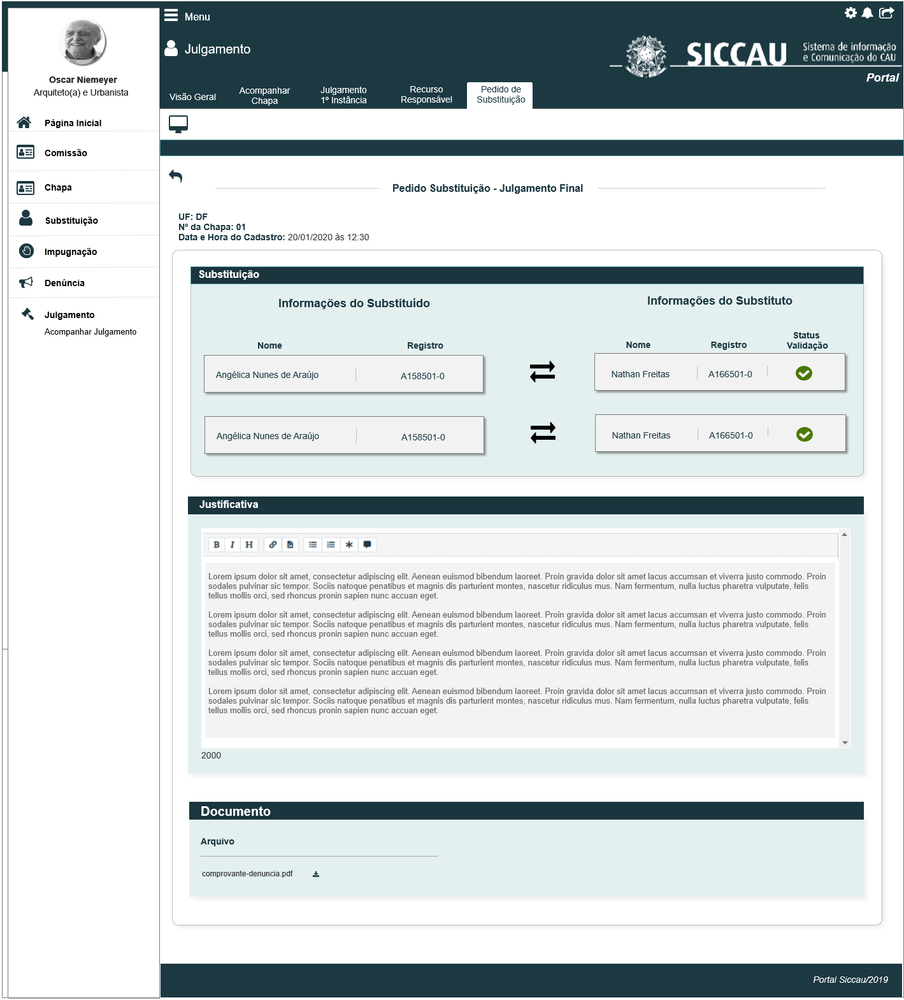 Menu
Julgamento
SICCAU
Sistema de informação
e Comunicação do CAU
Portal
Visão Geral
Acompanhar
Chapa
Julgamento
1º Instância
Recurso
Responsável
Pedido de
Substituição
Oscar Niemeyer
Arquiteto(a) e Urbanista
Página Inicial
Comissão
Chapa
Substituição
Impugnação
Denúncia
Julgamento
Acompanhar Julgamento
Pedido Substituição - Julgamento Final
UF: DF
Nº da Chapa: 01
Data e Hora do Cadastro: 20/01/2020 às 12:30
Substituição
Informações do Substituído
Informações do Substituto
Nome
Registro
Nome
Registro
Status
Validação
Angélica Nunes de Araújo
A158501-0
Nathan Freitas
A166501-0
Angélica Nunes de Araújo
A158501-0
Nathan Freitas
A166501-0
Justificativa
B I H
Lorem ipsum dolor sit amet, consectetur adipiscing elit. Aenean euismod bibendum laoreet. Proin gravida dolor sit amet lacus accumsan et viverra justo commodo. Proin
sodales pulvinar sic tempor. Sociis natoque penatibus et magnis dis parturient montes, nascetur ridiculus mus. Nam fermentum, nulla luctus pharetra vulputate, felis
tellus mollis orci, sed rhoncus pronin sapien nunc accuan eget.
Lorem ipsum dolor sit amet, consectetur adipiscing elit. Aenean euismod bibendum laoreet. Proin gravida dolor sit amet lacus accumsan et viverra justo commodo. Proin
sodales pulvinar sic tempor. Sociis natoque penatibus et magnis dis parturient montes, nascetur ridiculus mus. Nam fermentum, nulla luctus pharetra vulputate, felis
tellus mollis orci, sed rhoncus pronin sapien nunc accuan eget.
Lorem ipsum dolor sit amet, consectetur adipiscing elit. Aenean euismod bibendum laoreet. Proin gravida dolor sit amet lacus accumsan et viverra justo commodo. Proin
sodales pulvinar sic tempor. Sociis natoque penatibus et magnis dis parturient montes, nascetur ridiculus mus. Nam fermentum, nulla luctus pharetra vulputate, felis
tellus mollis orci, sed rhoncus pronin sapien nunc accuan eget.
Lorem ipsum dolor sit amet, consectetur adipiscing elit. Aenean euismod bibendum laoreet. Proin gravida dolor sit amet lacus accumsan et viverra justo commodo. Proin
sodales pulvinar sic tempor. Sociis natoque penatibus et magnis dis parturient montes, nascetur ridiculus mus. Nam fermentum, nulla luctus pharetra vulputate, felis
tellus mollis orci, sed rhoncus pronin sapien nunc accuan eget.
2000
Documento
Arquivo
comprovante-denuncia.pdf
Portal Siccau/2019